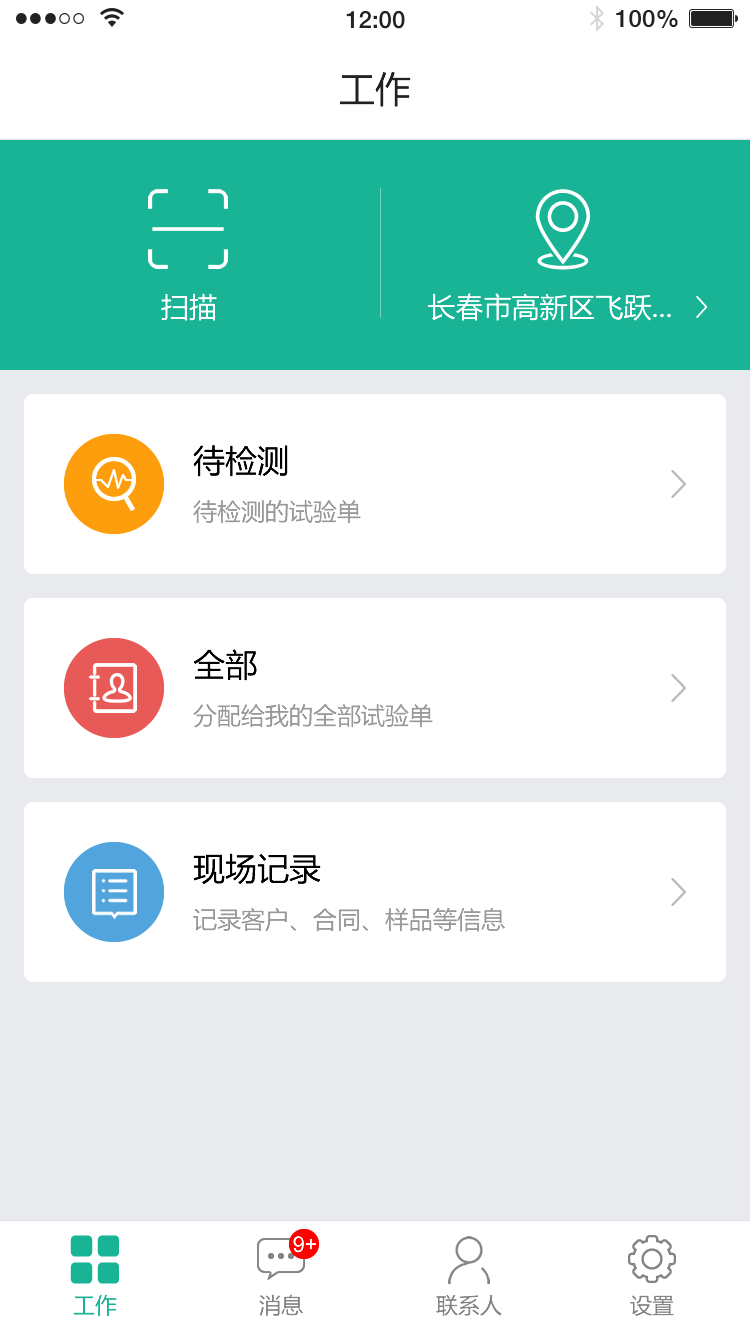 12:00
100%
工作
扫描
长春市高新区飞跃...
待检测
待检测的试验单
全部
分配给我的全部试验单
现场记录
记录客户、合同、样品等信息
9+
工作
消息
联系人
设置